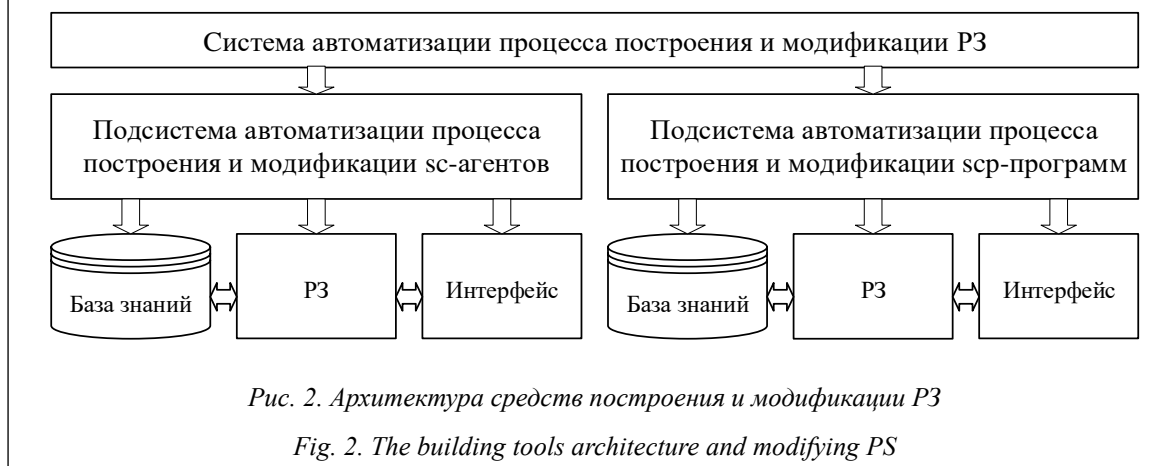 Система автоматизации процесса построения и модификации РЗ
Подсистема автоматизации процесса
построения и модификации sc-агентов
Подсистема автоматизации процесса
построения и модификации scp-программ
База знаний
РЗ
Интерфейс
База знаний
РЗ
Интерфейс
Рис. 2. Архитектура средств построения и модификации РЗ
Fig. 2. The building tools architecture and modifying PS